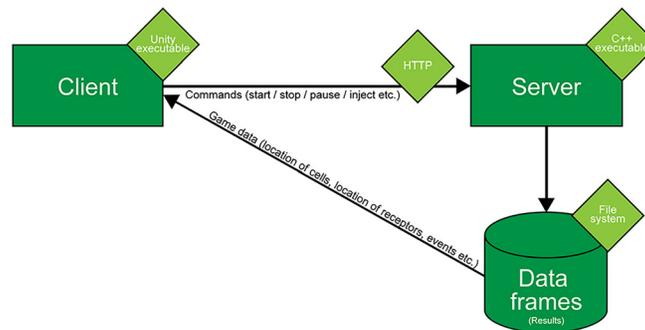 Unity
executable
Client
HTTP
C++
executable
Server
Commands (start / stop / pause / inject etc.)
Game data (location of cells, location of receptors, events etc.)
File
system
Data
frames
(Results)